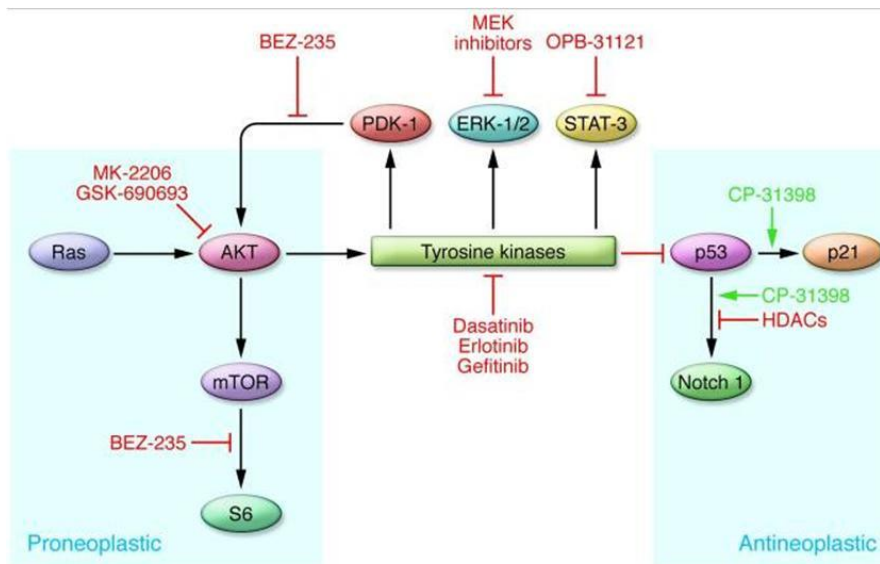 BEZ-235
MEK
inhibitors
OPB-31121
PDK-1
ERK-1/2
STAT-3
MK-2206
GSK-690693
CP-31398
Ras
AKT
Tyrosine kinases
p53
p21
CP-31398
HDACs
Dasatinib
Erlotinib
Gefitinib
mTOR
Notch 1
BEZ-235
S6
Proneoplastic
Antineoplastic